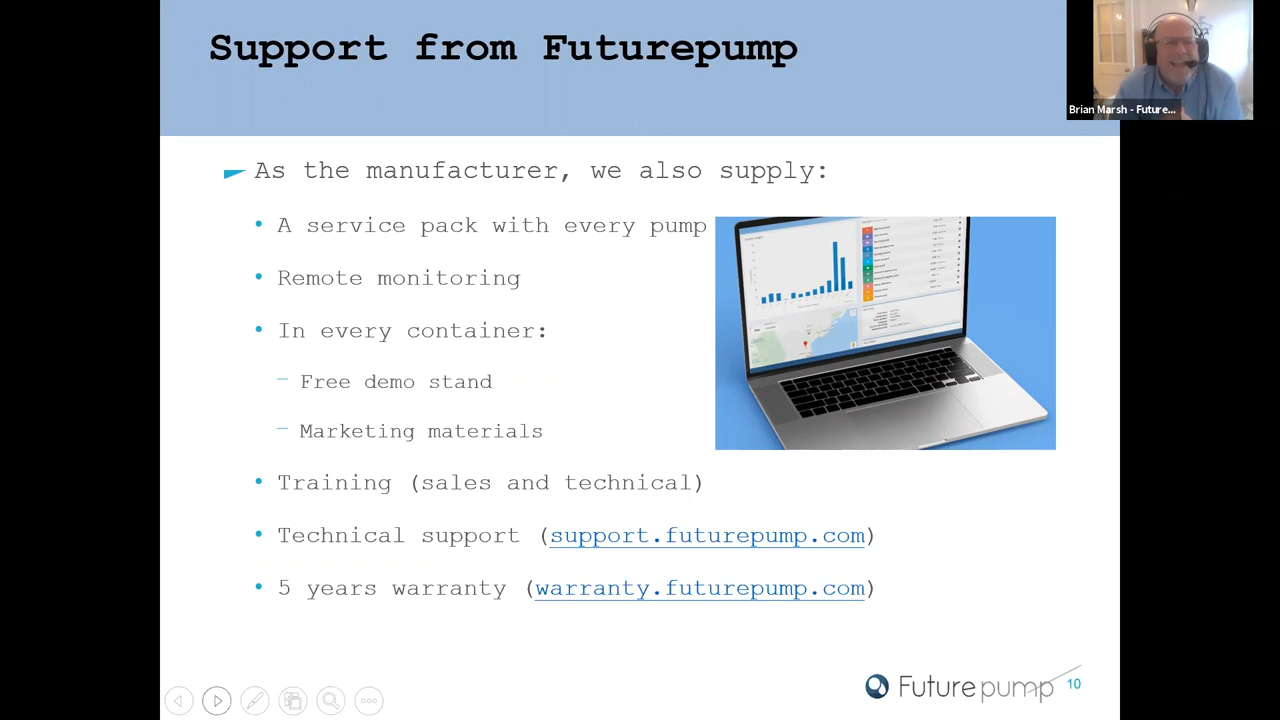 Support from Futurepump
Brian Marsh - Future...
As the manufacturer, we also supply:
• A service pack with every pump
• Remote monitoring
• In every container:
– Free demo stand
– Marketing materials
• Training (sales and technical)
• Technical support (support.futurepump.com)
• 5 years warranty (warranty.futurepump.com)
Futurepump
10